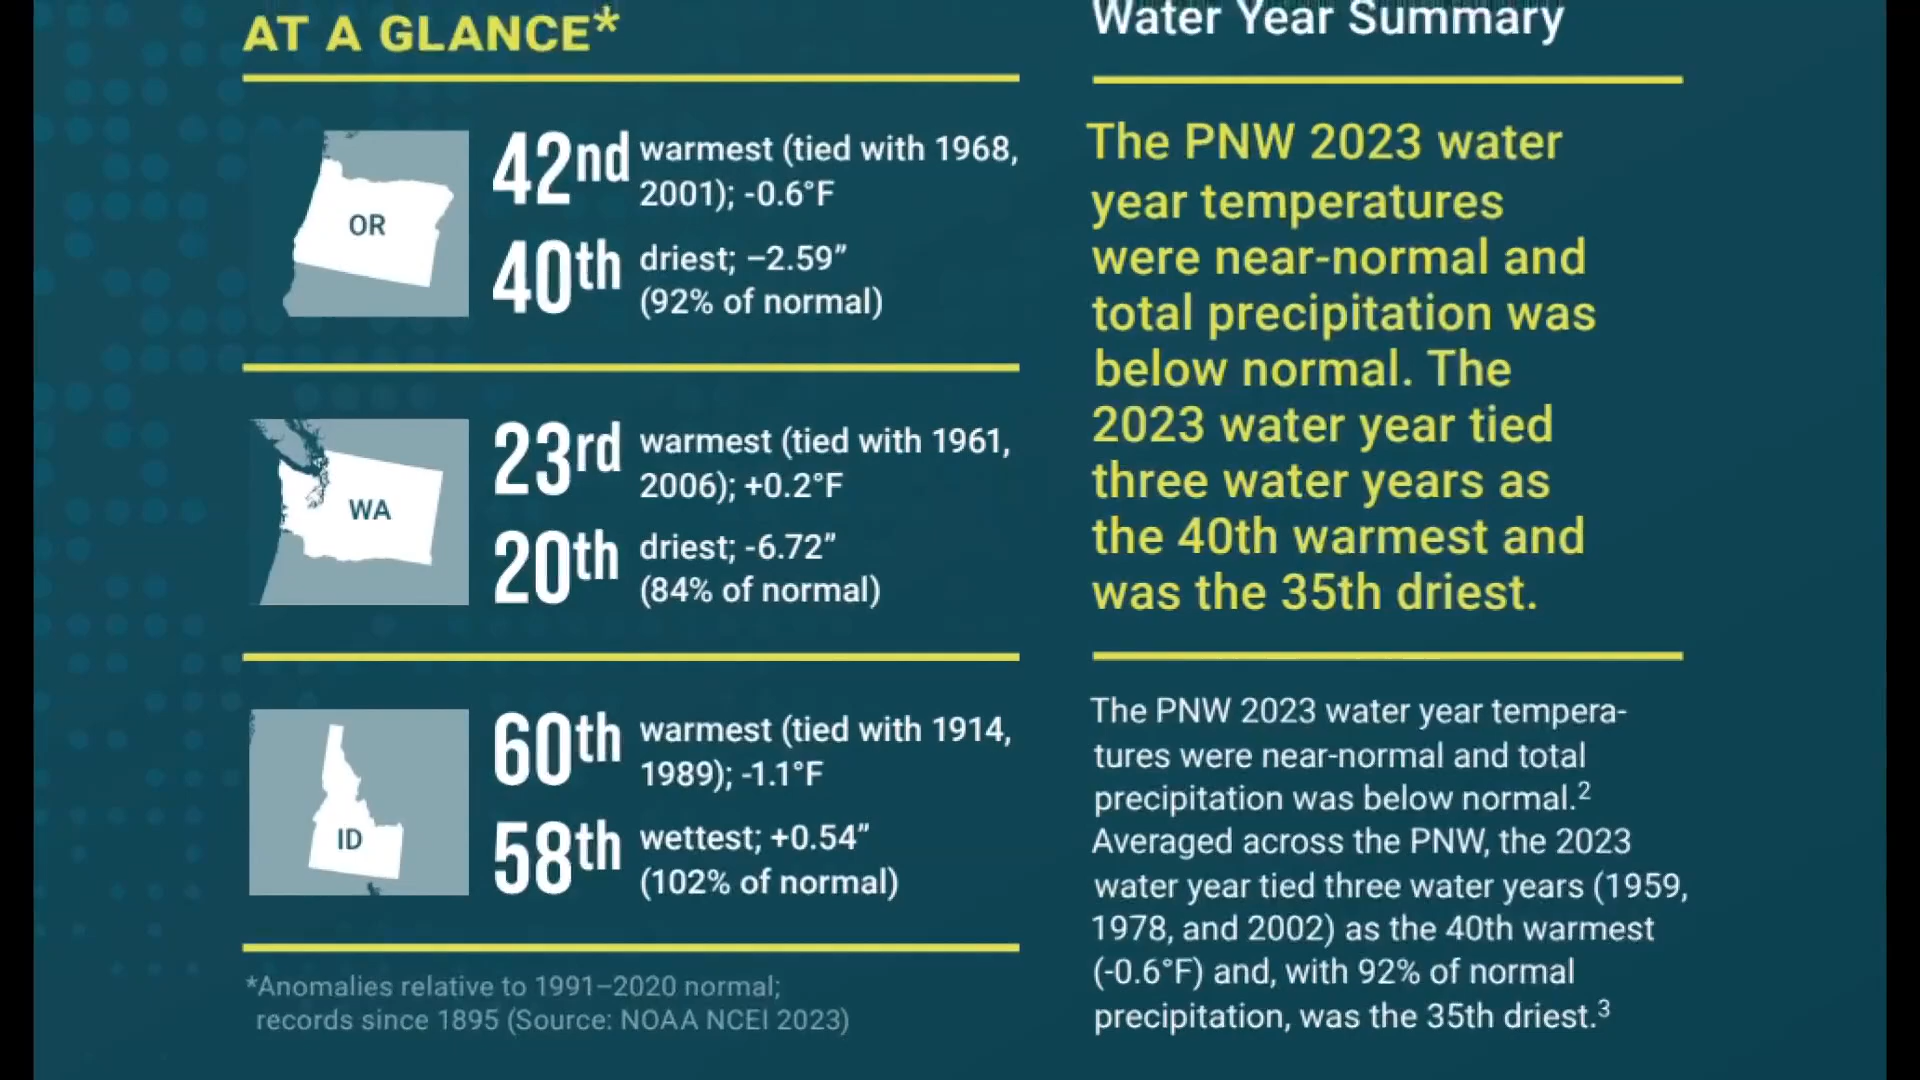 AT A GLANCE*
OR
42nd warmest (tied with 1968,
2001); -0.6°F
40th driest; –2.59”
(92% of normal)
WA
23rd warmest (tied with 1961,
2006); +0.2°F
20th driest; -6.72”
(84% of normal)
ID
60th warmest (tied with 1914,
1989); -1.1°F
58th wettest; +0.54”
(102% of normal)
*Anomalies relative to 1991–2020 normal;
records since 1895 (Source: NOAA NCEI 2023)
Water Year Summary
The PNW 2023 water
year temperatures
were near-normal and
total precipitation was
below normal. The
2023 water year tied
three water years as
the 40th warmest and
was the 35th driest.
The PNW 2023 water year tempera-
tures were near-normal and total
precipitation was below normal.²
Averaged across the PNW, the 2023
water year tied three water years (1959,
1978, and 2002) as the 40th warmest
(-0.6°F) and, with 92% of normal
precipitation, was the 35th driest.³